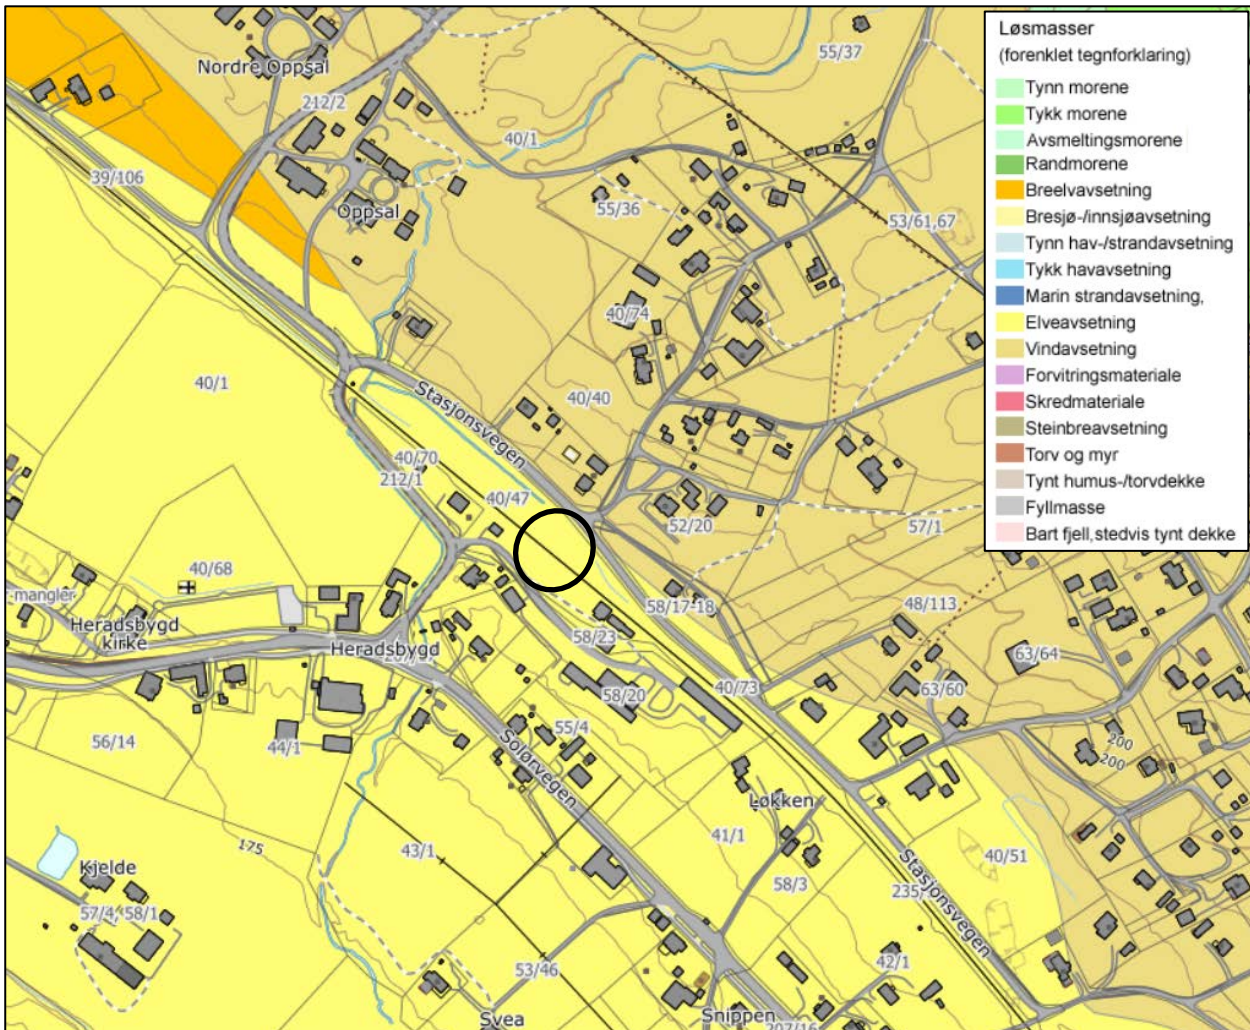 Løsmasser
(forenklet tegnforklaring)
Tynn morene
Tykk morene
Avsmeltingsmorene
Randmorene
Breelvavsetning
Bresjø-/innsjøavsetning
Tynn hav-/strandavsetning
Tykk havavsetning
Marin strandavsetning,
Elveavsetning
Vindavsetning
Forvitringsmateriale
Skredmateriale
Steinbreavsetning
Torv og myr
Tynt humus-/torvdekke
Fyllmasse
Bart fjell,stedvis tynt dekke
55/37
Nordre Oppsal
212/2
40/1
39/106
Oppsal
55/36
53/61,67
40/74
40/1
Stasjonsvegen
40/40
40/70
212/1
40/47
52/20
57/1
40/68
mangler
58/17-18
48/113
Heradsbygd
kirke
Heradsbygd
58/23
63/64
58/20
40/73
63/60
56/14
44/1
55/4
Solørvegen
200
200
Løkken
175
43/1
41/1
Kjelde
58/3
Stasjonsvegen
40/51
235
57/4,58/1
53/46
42/1
Svea
Snippen
207/16